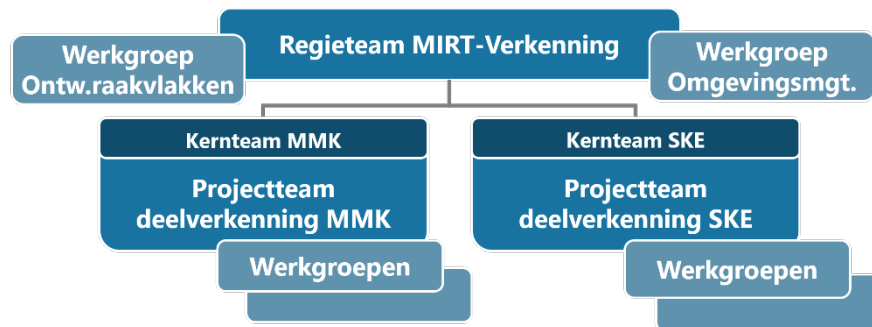 Werkgroep
Ontw.raakvlakken
Regieteam MIRT-Verkenning
Werkgroep
Omgevingsmgt.
Kernteam MMK
Projectteam
deelverkenning MMK
Werkgroepen
Kernteam SKE
Projectteam
deelverkenning SKE
Werkgroepen